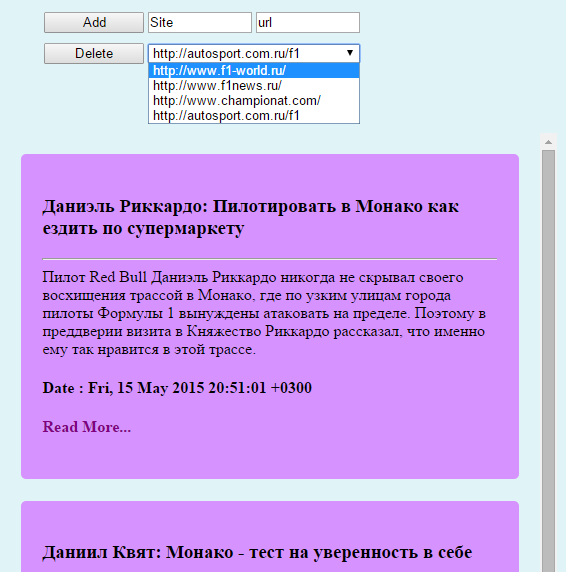 Add Site url
Delete http://autosport.com.ru/f1
http://www.f1-world.ru/
http://www.f1news.ru/
http://www.championat.com/
http://autosport.com.ru/f1
Даниэль Риккардо: Пилотировать в Монако как
ездить по супермаркету
Пилот Red Bull Даниэль Риккардо никогда не скрывал своего
восхищения трассой в Монако, где по узким улицам города
пилоты Формулы 1 вынуждены атаковать на пределе. Поэтому в
преддверии визита в Княжество Риккардо рассказал, что именно
ему так нравится в этой трассе.
Date : Fri, 15 May 2015 20:51:01 +0300
Read More...
Даниил Квят: Монако - тест на уверенность в себе